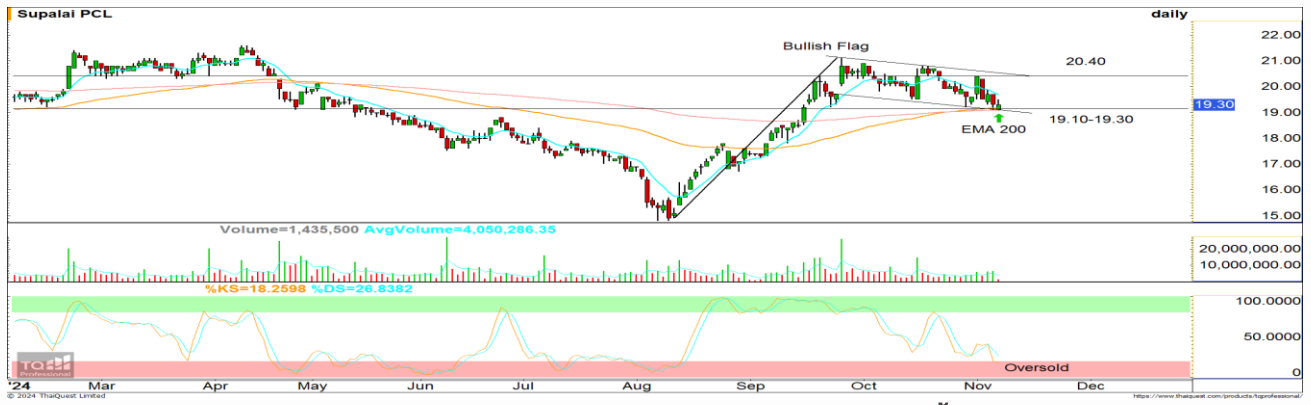 Supalai PCL
daily
22.00
Bullish Flag
21.00
20.40
20.00
19.30
19.00
19.10-19.30
EMA 200
18.00
17.00
16.00
15.00
Volume=1,435,500 AvgVolume=4,050,286.35
20,000,000.00
10,000,000.00
%KS=18.2598 %DS=26.8382
100.0000
50.0000
TQ
Professional
Oversold
0
'24 Mar Apr May Jun Jul Aug Sep Oct Nov Dec
© 2024 ThaiQuest Limited
https://www.thaiquest.com/products/tqprofessional/